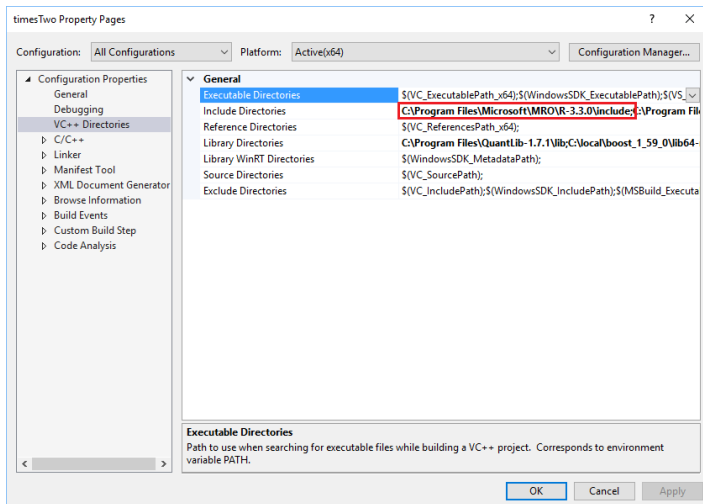 timesTwo Property Pages ? ×
Configuration: All Configurations Platform: Active(x64) Configuration Manager...
Configuration Properties
General
Debugging
VC++ Directories
C/C++
Linker
Manifest Tool
XML Document Generator
Browse Information
Build Events
Custom Build Step
Code Analysis
General
Executable Directories $(VC_ExecutablePath_x64);$(WindowsSDK_ExecutablePath);$(VS_
Include Directories C:\Program Files\Microsoft\MRO\R-3.3.0\include;C:\Program Fil
Reference Directories $(VC_ReferencesPath_x64);
Library Directories C:\Program Files\QuantLib-1.7.1\lib;C:\local\boost_1_59_0\lib64-
Library WinRT Directories $(WindowsSDK_MetadataPath);
Source Directories $(VC_SourcePath);
Exclude Directories $(VC_IncludePath);$(WindowsSDK_IncludePath);$(MSBuild_Executa
Executable Directories
Path to use when searching for executable files while building a VC++ project. Corresponds to environment
variable PATH.
OK Cancel Apply